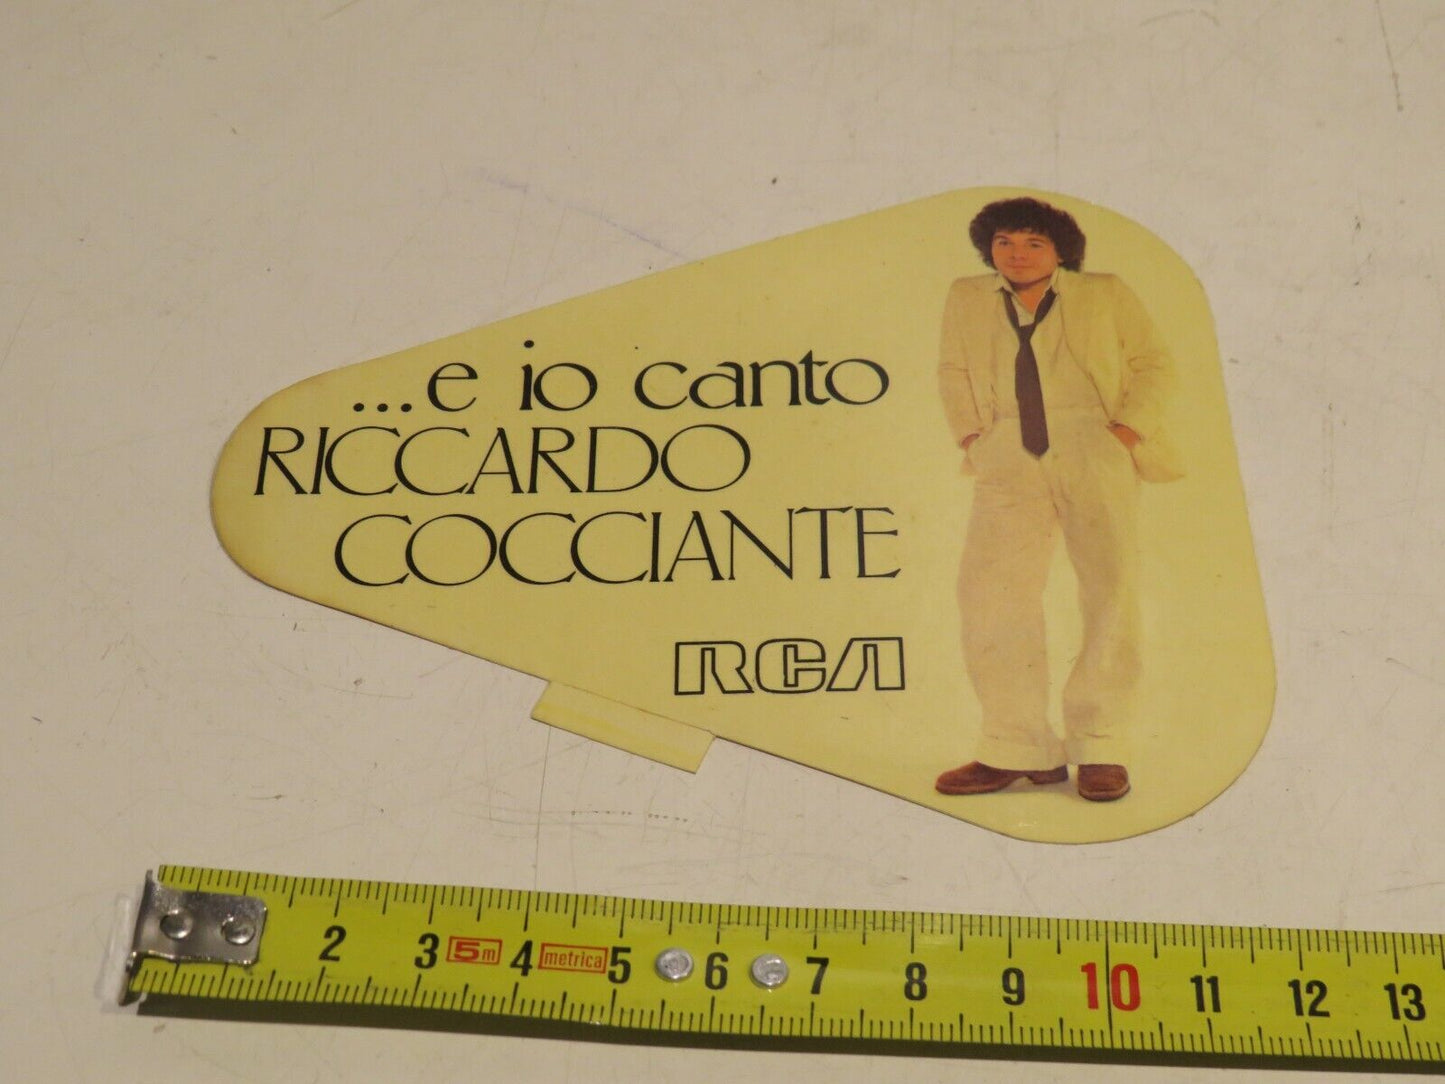 ...e io canto
RICCARDO
COCCIANTE
RCA
2 3 5m 4 metrica 5 6 7 8 9 10 11 12 13